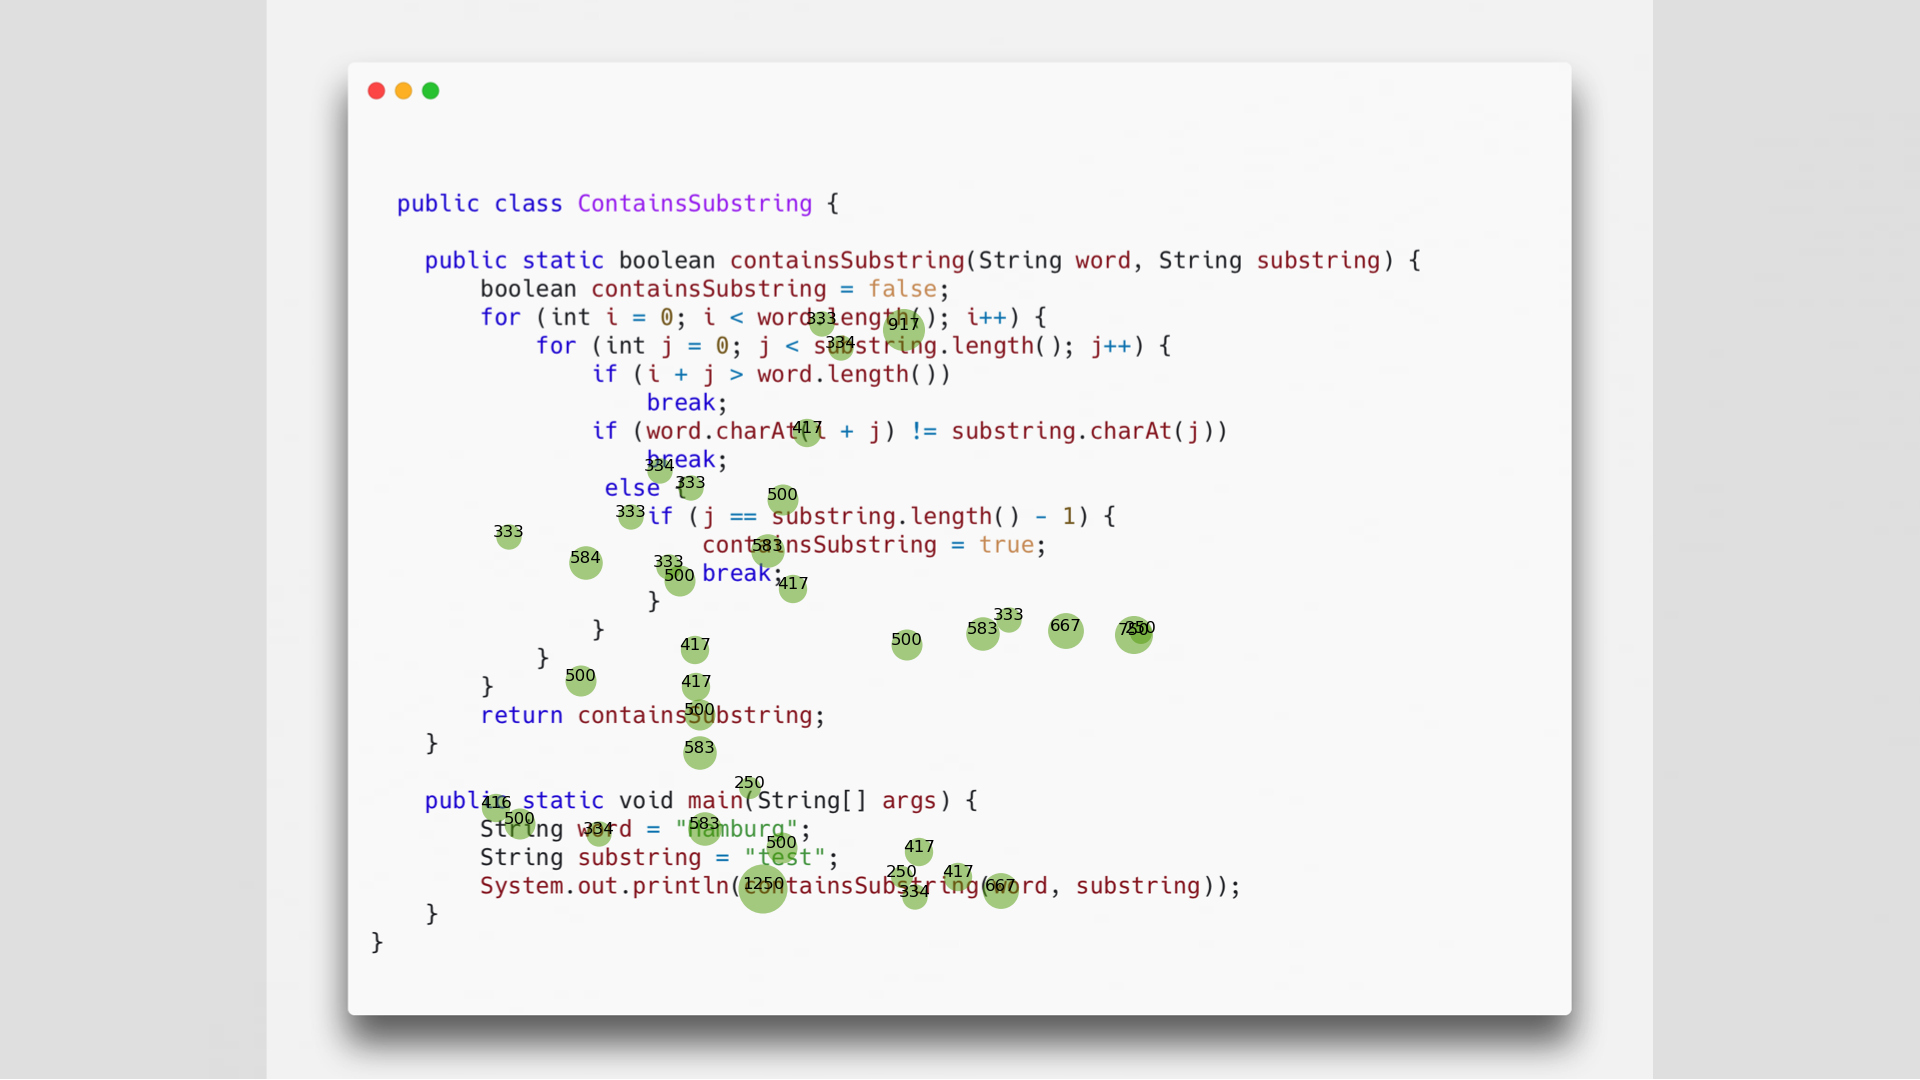 public class ContainsSubstring {
public static boolean containsSubstring(String word, String substring) {
boolean containsSubstring = false;
for (int i = 0; i < word.length(); i++) {
333
917
for (int j = 0; j < substring.length(); j++) {
334
if (i + j > word.length())
break;
if (word.charAt(i + j) != substring.charAt(j))
417
break;
334
else {
333
500
if (j == substring.length() - 1) {
333
333
containsSubstring = true;
583
584
333
break;
500
417
}
333
}
583
667
750
250
500
417
}
500
}
417
return containsSubstring;
500
}
583
250
public static void main(String[] args) {
416
500
String word = "Hamburg";
334
583
500
417
String substring = "test";
250
417
System.out.println(containsSubstring(word, substring));
1250
334
667
}
}